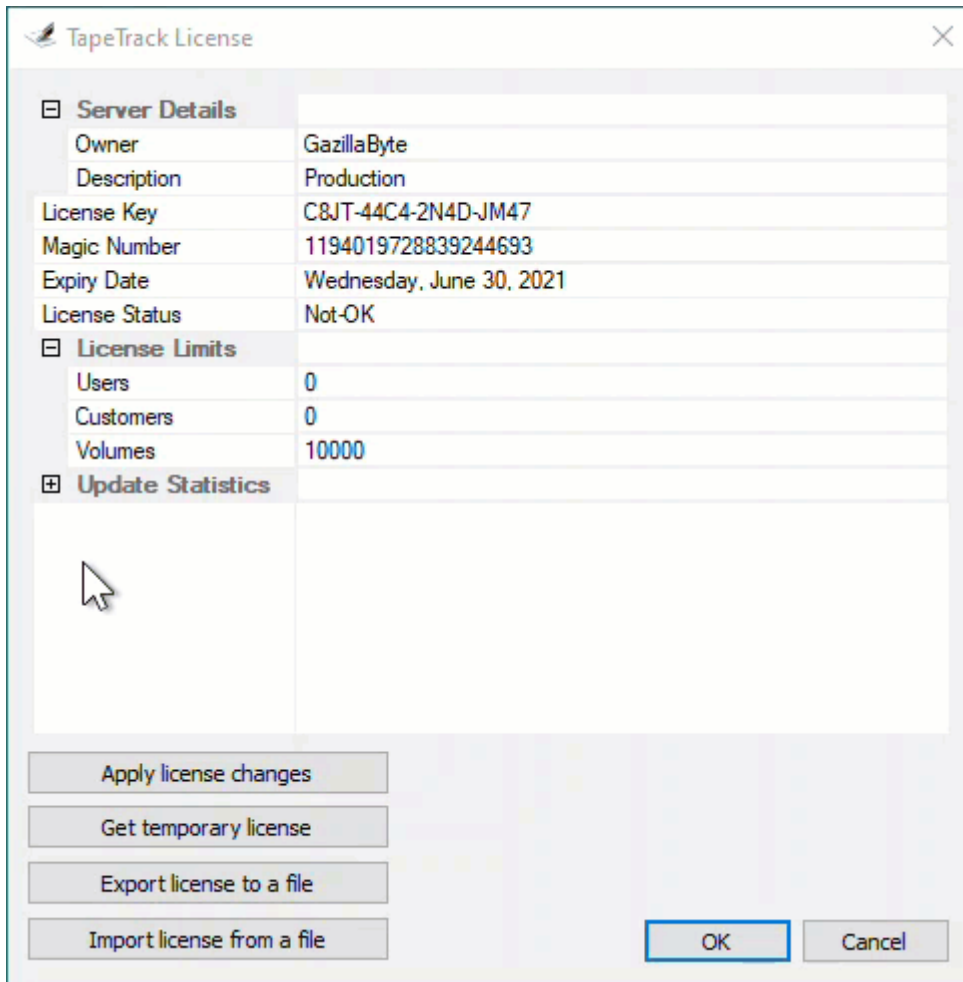 TapeTrack License
Server Details
Owner GazillaByte
Description Production
License Key C8JT-44C4-2N4D-JM47
Magic Number 1194019728839244693
Expiry Date Wednesday, June 30, 2021
License Status Not-OK
License Limits
Users 0
Customers 0
Volumes 10000
Update Statistics
Apply license changes
Get temporary license
Export license to a file
Import license from a file
OK Cancel